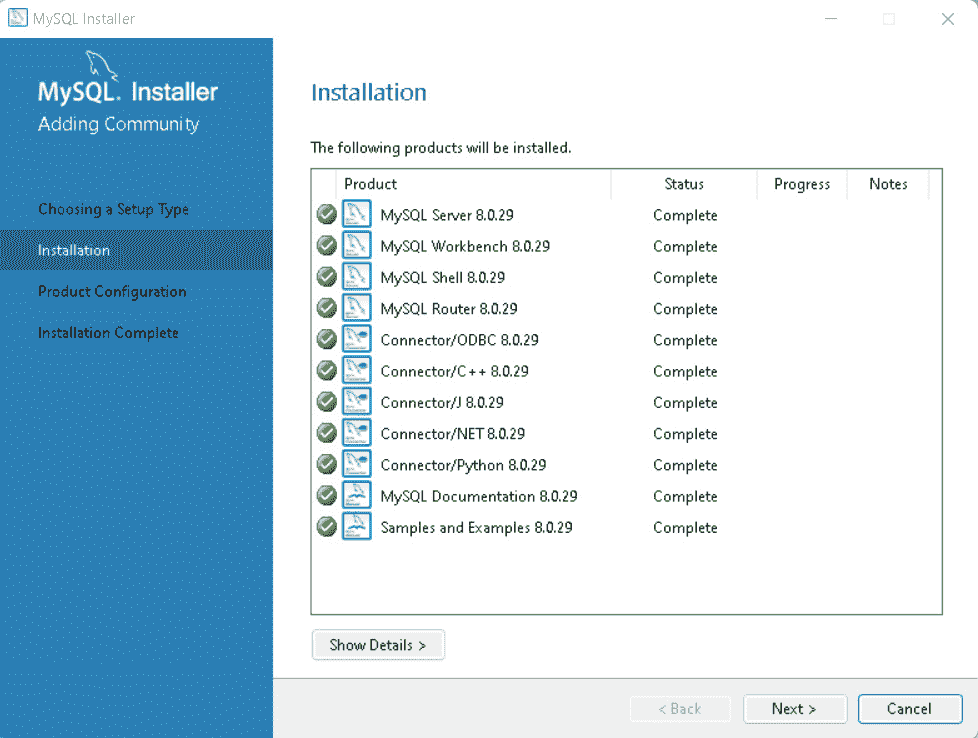 MySQL Installer
MySQL. Installer
Adding Community
Choosing a Setup Type
Installation
Product Configuration
Installation Complete
Installation
The following products will be installed.
Product Status Progress Notes
MySQL Server 8.0.29 Complete
MySQL Workbench 8.0.29 Complete
MySQL Shell 8.0.29 Complete
MySQL Router 8.0.29 Complete
Connector/ODBC 8.0.29 Complete
Connector/C++ 8.0.29 Complete
Connector/J 8.0.29 Complete
Connector/NET 8.0.29 Complete
Connector/Python 8.0.29 Complete
MySQL Documentation 8.0.29 Complete
Samples and Examples 8.0.29 Complete
Show Details >
< Back Next > Cancel